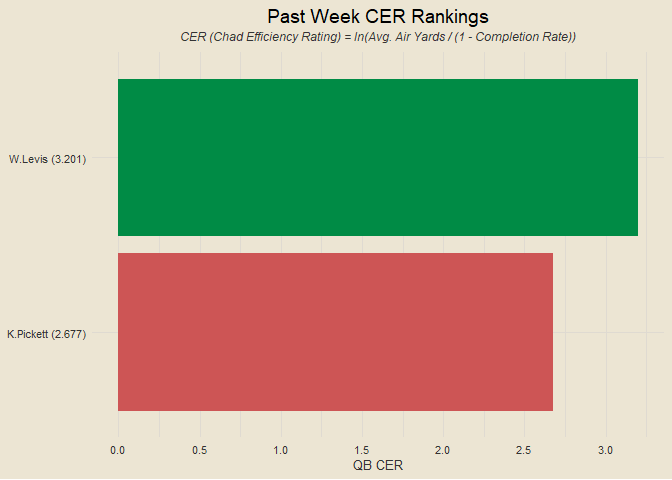 Past Week CER Rankings
CER (Chad Efficiency Rating) = ln(Avg. Air Yards / (1 - Completion Rate))
W.Levis (3.201)
K.Pickett (2.677)
0.0 0.5 1.0 1.5 2.0 2.5 3.0
QB CER